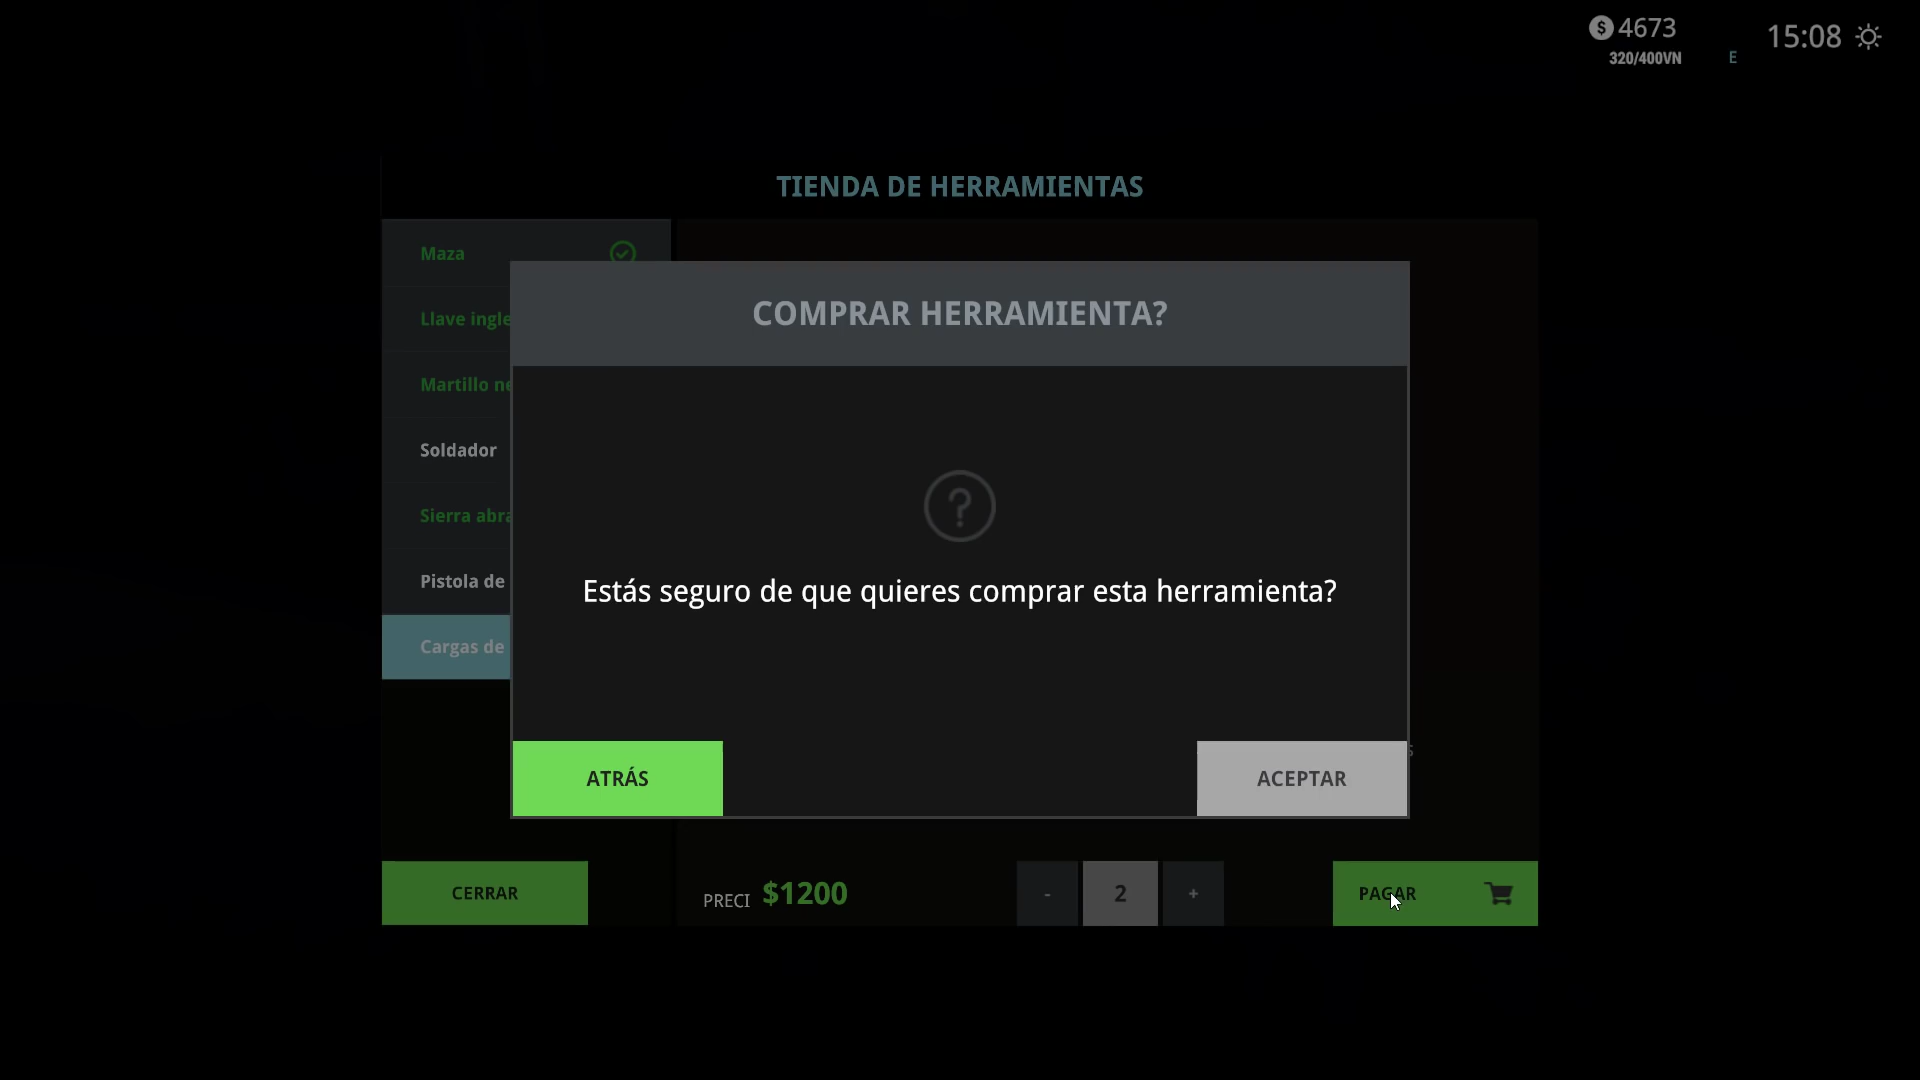 4673
320/400VN
E
15:08
TIENDA DE HERRAMIENTAS
Maza
Llave ingle
Martillo ne
Soldador
Sierra abra
Pistola de
Cargas de
COMPRAR HERRAMIENTA?
Estás seguro de que quieres comprar esta herramienta?
ATRÁS
ACEPTAR
CERRAR
PRECI $1200
- 2 +
PAGAR